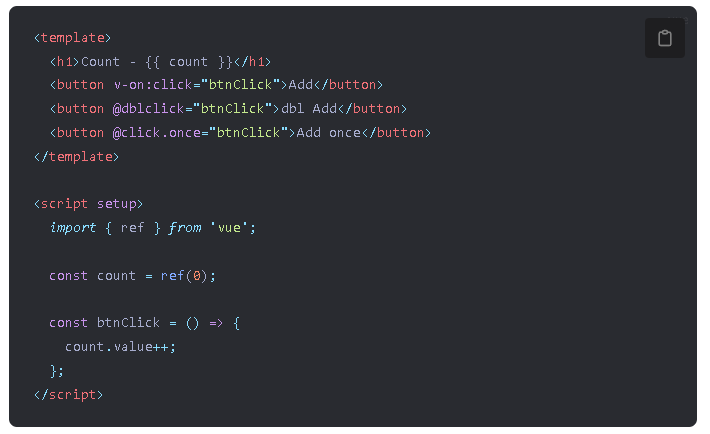 <template>
  <h1>Count - {{ count }}</h1>
  <button v-on:click="btnClick">Add</button>
  <button @dblclick="btnClick">dbl Add</button>
  <button @click.once="btnClick">Add once</button>
</template>

<script setup>
  import { ref } from 'vue';

  const count = ref(0);

  const btnClick = () => {
    count.value++;
  };
</script>